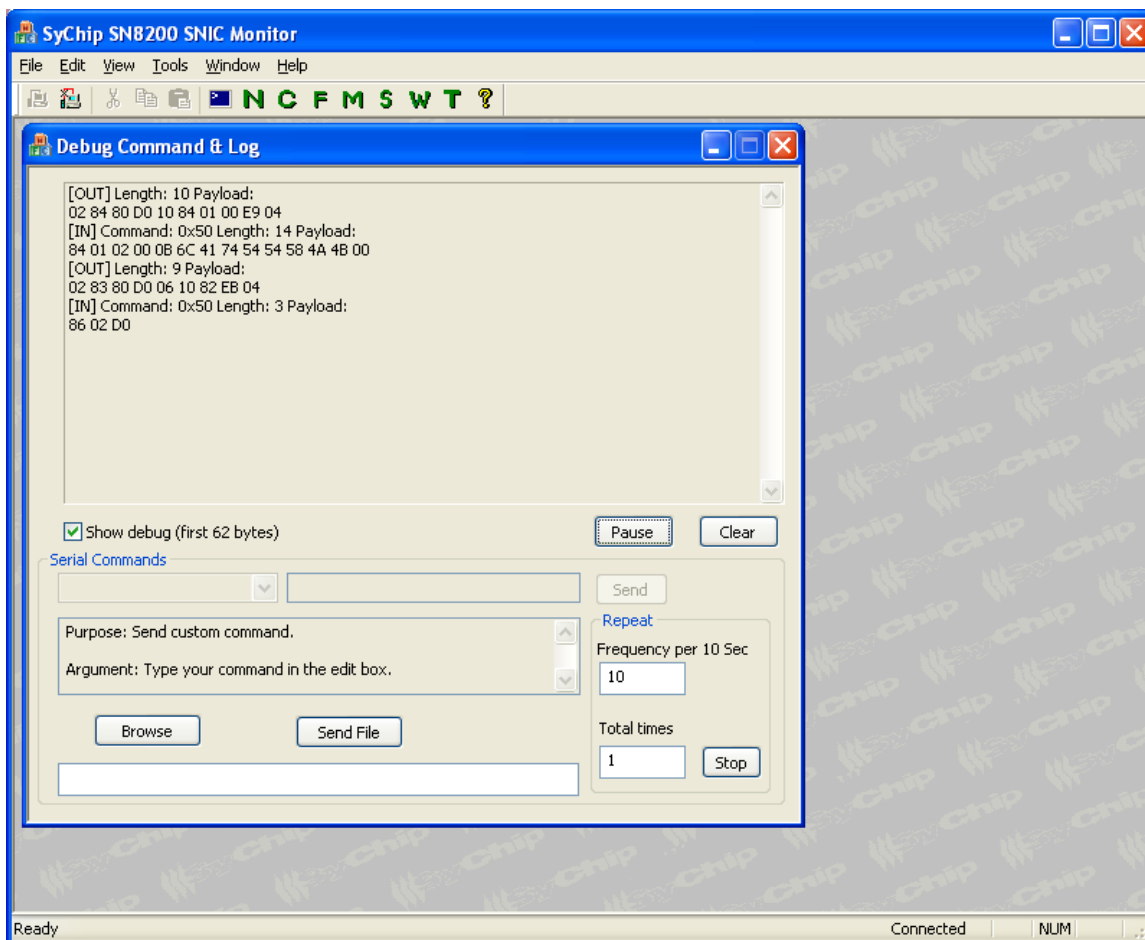 SyChip SN8200 SNIC Monitor
File Edit View Tools Window Help
N C F M S W T ?
Debug Command & Log
[OUT] Length: 10 Payload:
02 84 80 D0 10 84 01 00 E9 04
[IN] Command: 0x50 Length: 14 Payload:
84 01 02 00 0B 6C 41 74 54 54 58 4A 4B 00
[OUT] Length: 9 Payload:
02 83 80 D0 06 10 82 EB 04
[IN] Command: 0x50 Length: 3 Payload:
86 02 D0
Show debug (first 62 bytes)
Pause
Clear
Serial Commands
Send
Purpose: Send custom command.
Argument: Type your command in the edit box.
Repeat
Frequency per 10 Sec
10
Browse
Send File
Total times
1
Stop
Ready
Connected
NUM